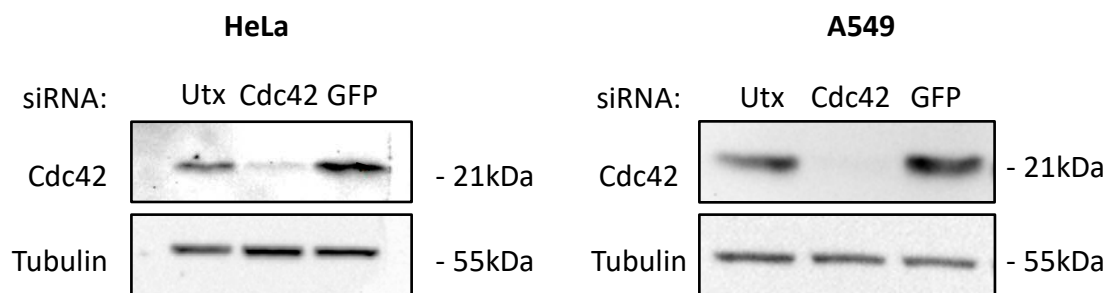 HeLa
siRNA: Utx Cdc42 GFP
Cdc42 - 21kDa
Tubulin - 55kDa
A549
siRNA: Utx Cdc42 GFP
Cdc42 - 21kDa
Tubulin - 55kDa